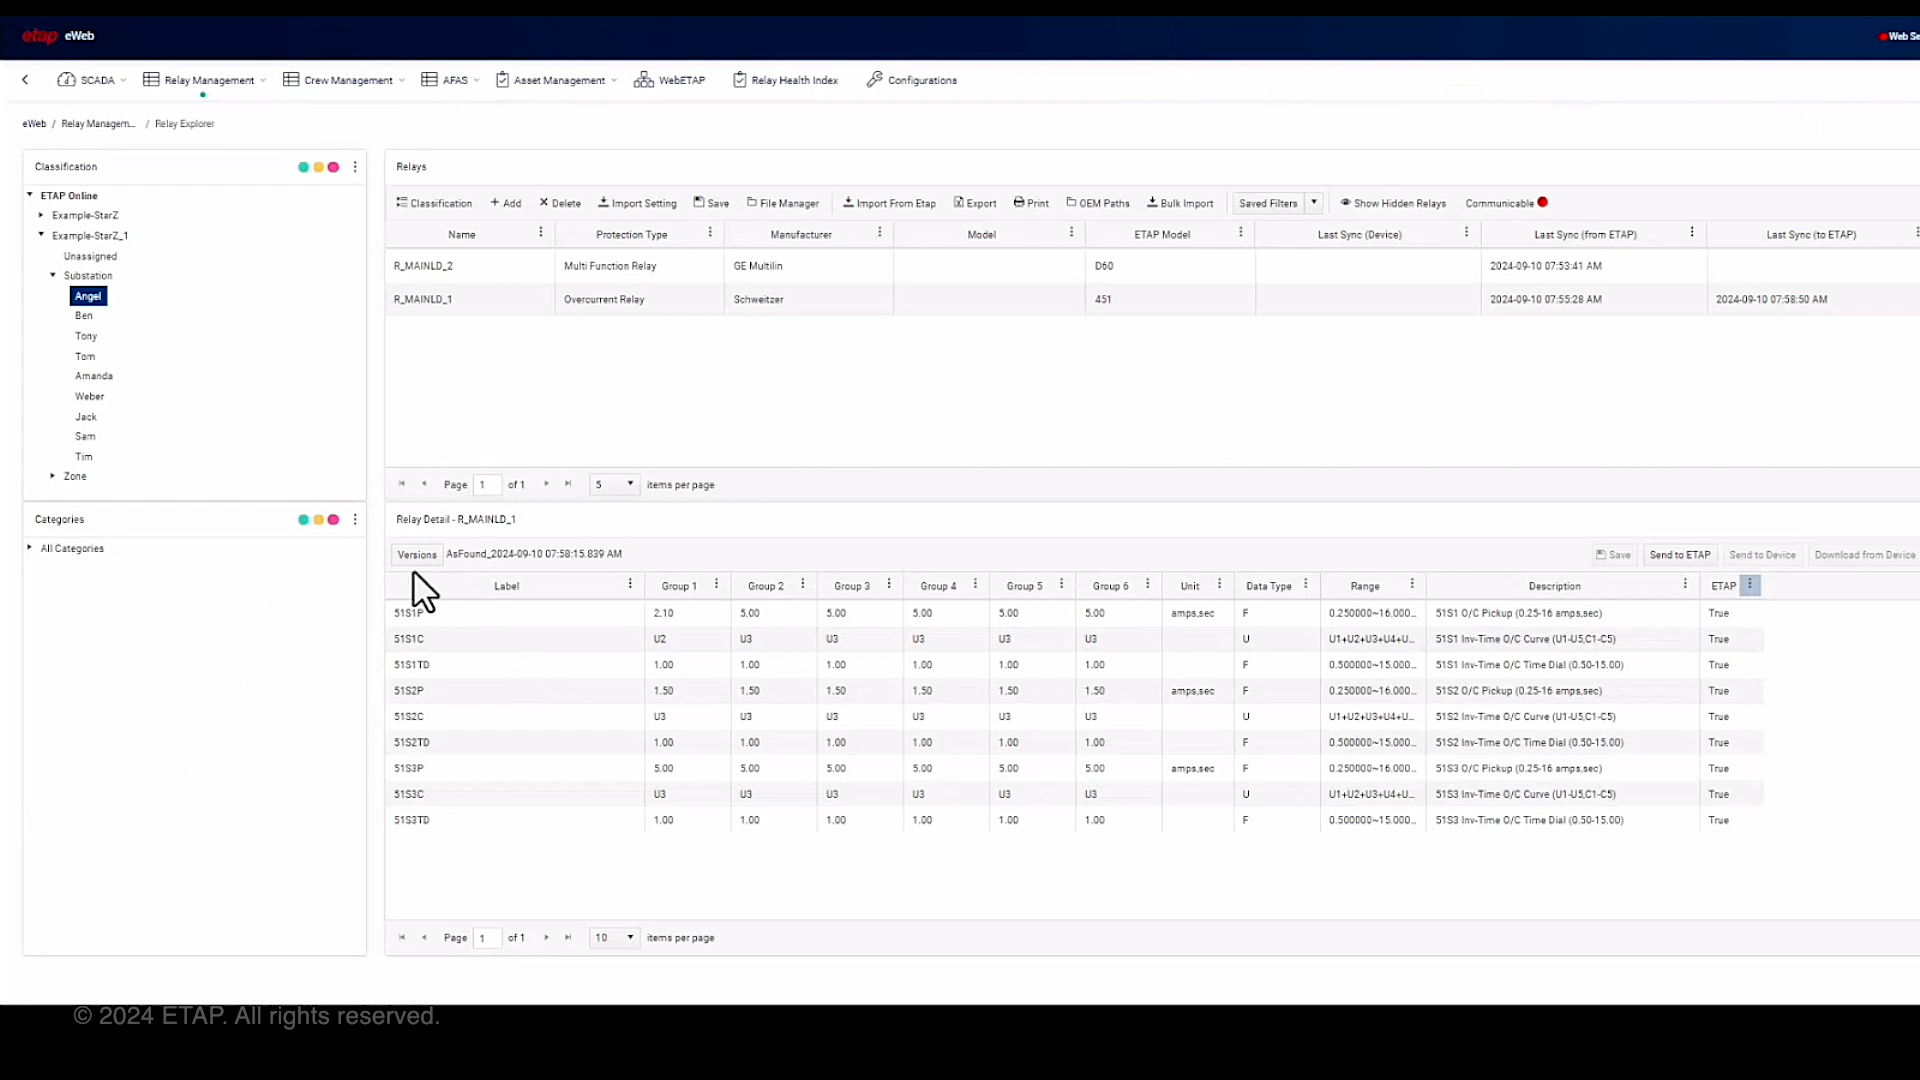 etap eWeb
Web Se
SCADA Relay Management Crew Management AFAS Asset Management WebETAP Relay Health Index Configurations
eWeb / Relay Managem... / Relay Explorer
Classification
ETAP Online
Example-StarZ
Example-StarZ_1
Unassigned
Substation
Angel
Ben
Tony
Tom
Amanda
Weber
Jack
Sam
Tim
Zone
Categories
All Categories
Relays
Classification + Add Delete Import Setting Save File Manager Import From Etap Export Print OEM Paths Bulk Import Saved Filters Show Hidden Relays Communicable
Name Protection Type Manufacturer Model ETAP Model Last Sync (Device) Last Sync (from ETAP) Last Sync (to ETAP)
R_MAINLD_2 Multi Function Relay GE Multilin D60 2024-09-10 07:53:41 AM
R_MAINLD_1 Overcurrent Relay Schweitzer 451 2024-09-10 07:55:28 AM 2024-09-10 07:58:50 AM
Page 1 of 1 5 items per page
Relay Detail - R_MAINLD_1
Versions AsFound_2024-09-10 07:58:15.839 AM Save Send to ETAP Send to Device Download from Device
Label Group 1 Group 2 Group 3 Group 4 Group 5 Group 6 Unit Data Type Range Description ETAP
51S1P 2.10 5.00 5.00 5.00 5.00 5.00 amps,sec F 0.250000~16.000... 51S1 O/C Pickup (0.25-16 amps,sec) True
51S1C U2 U3 U3 U3 U3 U3 U U1+U2+U3+U4+U... 51S1 Inv-Time O/C Curve (U1-U5,C1-C5) True
51S1TD 1.00 1.00 1.00 1.00 1.00 1.00 F 0.500000~15.000... 51S1 Inv-Time O/C Time Dial (0.50-15.00) True
51S2P 1.50 1.50 1.50 1.50 1.50 1.50 amps,sec F 0.250000~16.000... 51S2 O/C Pickup (0.25-16 amps,sec) True
51S2C U3 U3 U3 U3 U3 U3 U U1+U2+U3+U4+U... 51S2 Inv-Time O/C Curve (U1-U5,C1-C5) True
51S2TD 1.00 1.00 1.00 1.00 1.00 1.00 F 0.500000~15.000... 51S2 Inv-Time O/C Time Dial (0.50-15.00) True
51S3P 5.00 5.00 5.00 5.00 5.00 5.00 amps,sec F 0.250000~16.000... 51S3 O/C Pickup (0.25-16 amps,sec) True
51S3C U3 U3 U3 U3 U3 U3 U U1+U2+U3+U4+U... 51S3 Inv-Time O/C Curve (U1-U5,C1-C5) True
51S3TD 1.00 1.00 1.00 1.00 1.00 1.00 F 0.500000~15.000... 51S3 Inv-Time O/C Time Dial (0.50-15.00) True
Page 1 of 1 10 items per page
© 2024 ETAP. All rights reserved.